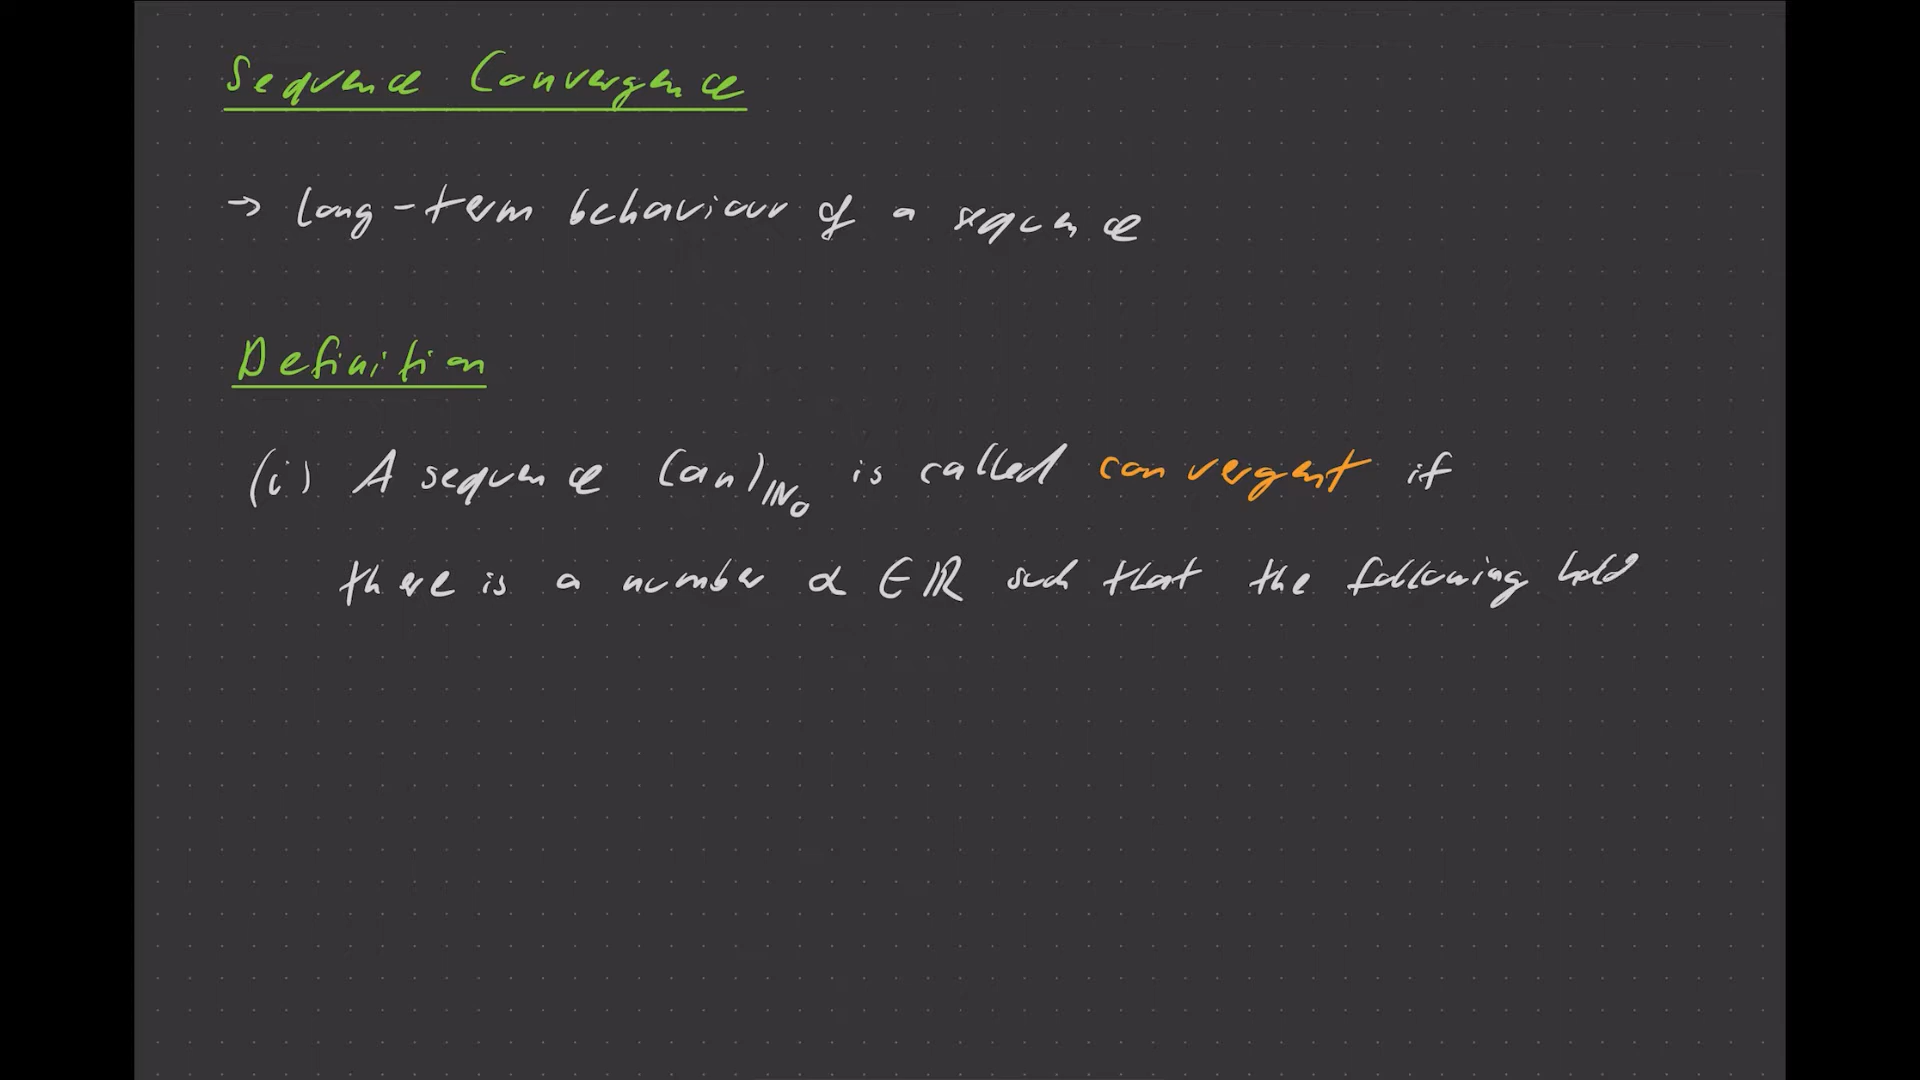 Sequence Convergence
→ long-term behaviour of a sequence
Definition
(i) A sequence (an)ℕ₀ is called convergent if
there is a number α ∈ ℝ such that the following hold